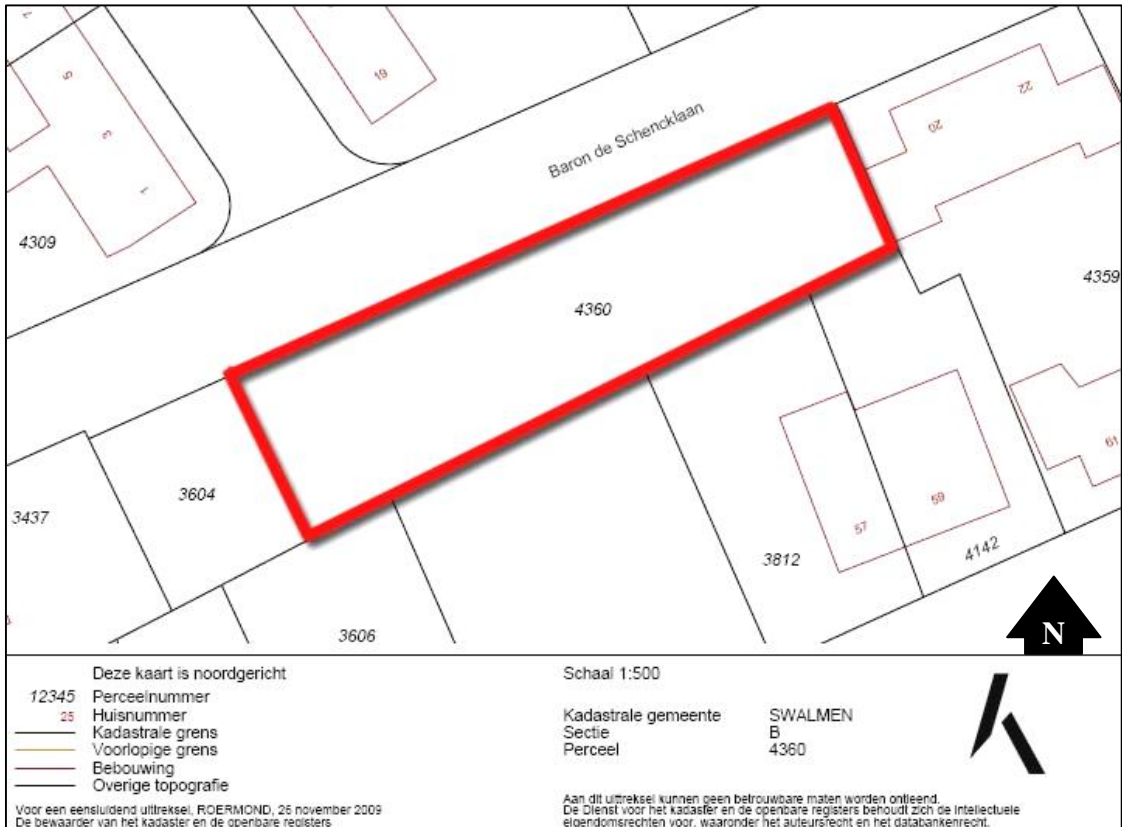 5
3
1
19
Baron de Schencklaan
22
20
4309
4360
4359
3604
3437
61
59
57
3812
4142
3606
N
Deze kaart is noordgericht
12345 Perceelnummer
25 Huisnummer
Kadastrale grens
Voorlopige grens
Bebouwing
Overige topografie
Voor een eensluidend uittreksel, ROERMOND, 26 november 2009
De bewaarder van het kadaster en de openbare registers
Schaal 1:500
Kadastrale gemeente SWALMEN
Sectie B
Perceel 4360
Aan dit uittreksel kunnen geen betrouwbare maten worden ontleend.
De Dienst voor het kadaster en de openbare registers behoudt zich de intellectuele
eigendomsrechten voor, waaronder het auteursrecht en het databankenrecht.